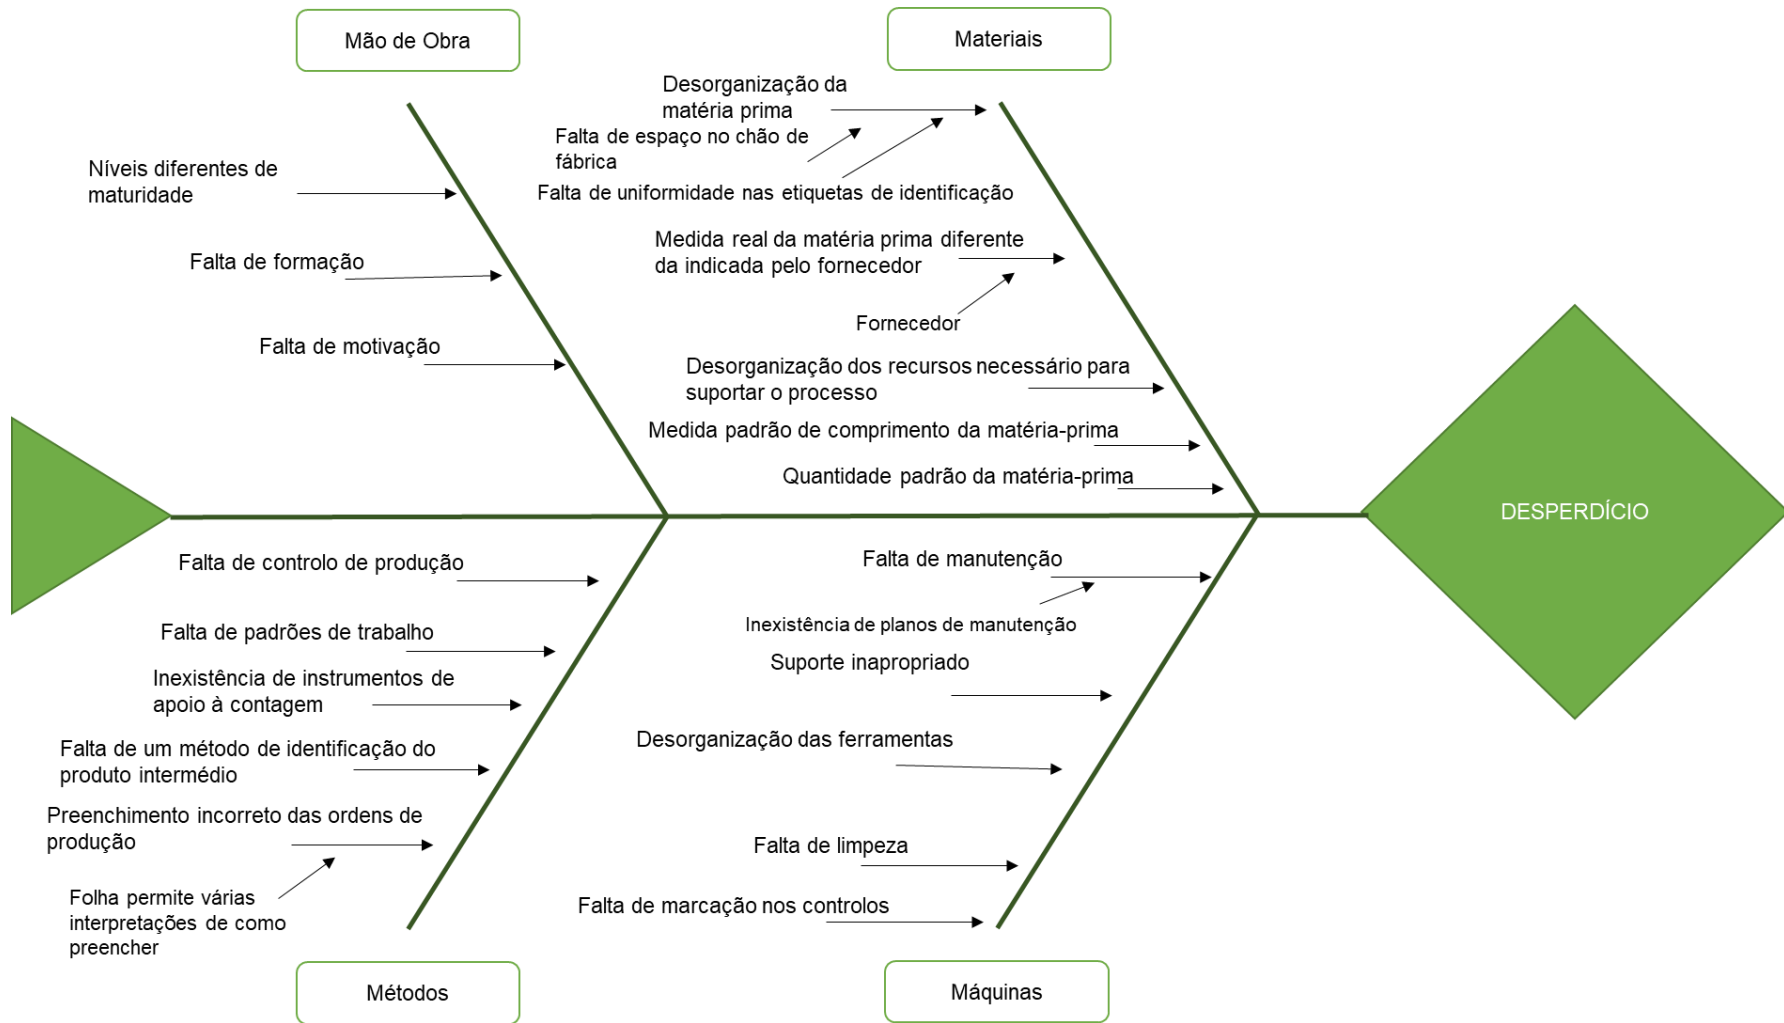 Mão de Obra
Materiais
Desorganização da
matéria prima
Falta de espaço no chão de
fábrica
Falta de uniformidade nas etiquetas de identificação
Níveis diferentes de
maturidade
Falta de formação
Falta de motivação
Medida real da matéria prima diferente
da indicada pelo fornecedor
Fornecedor
Desorganização dos recursos necessário para
suportar o processo
Medida padrão de comprimento da matéria-prima
Quantidade padrão da matéria-prima
DESPERDÍCIO
Falta de controlo de produção
Falta de padrões de trabalho
Inexistência de instrumentos de
apoio à contagem
Falta de um método de identificação do
produto intermédio
Preenchimento incorreto das ordens de
produção
Folha permite várias
interpretações de como
preencher
Falta de manutenção
Inexistência de planos de manutenção
Suporte inapropriado
Desorganização das ferramentas
Falta de limpeza
Falta de marcação nos controlos
Métodos
Máquinas